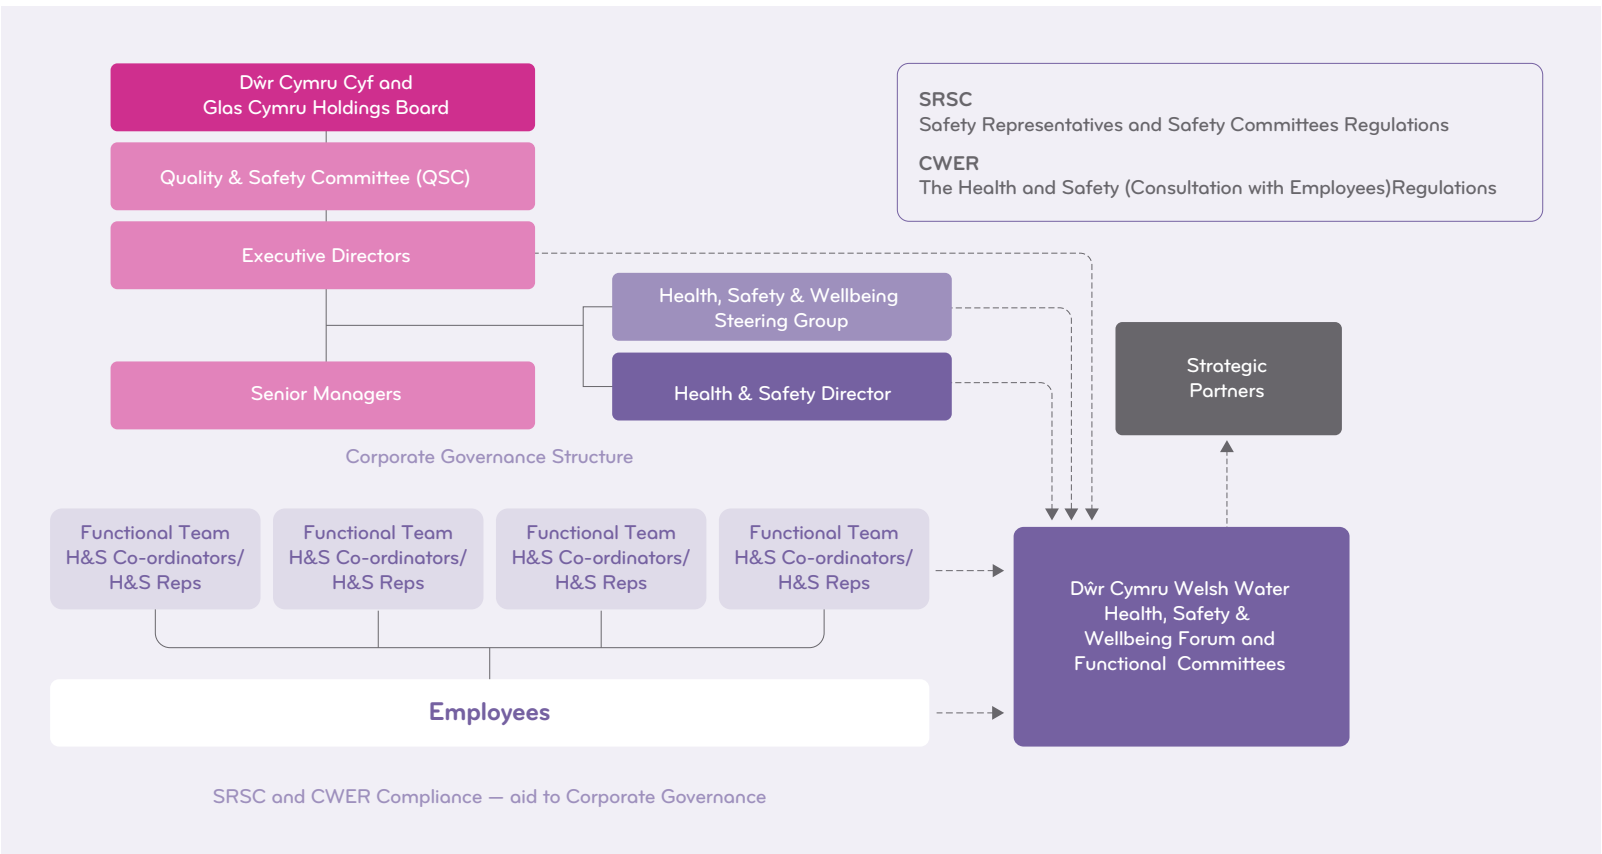 Dŵr Cymru Cyf and
Glas Cymru Holdings Board
Quality & Safety Committee (QSC)
Executive Directors
Senior Managers
Health, Safety & Wellbeing
Steering Group
Health & Safety Director
Corporate Governance Structure
SRSC
Safety Representatives and Safety Committees Regulations
CWER
The Health and Safety (Consultation with Employees)Regulations
Strategic
Partners
Functional Team
H&S Co-ordinators/
H&S Reps
Functional Team
H&S Co-ordinators/
H&S Reps
Functional Team
H&S Co-ordinators/
H&S Reps
Functional Team
H&S Co-ordinators/
H&S Reps
Dŵr Cymru Welsh Water
Health, Safety &
Wellbeing Forum and
Functional Committees
Employees
SRSC and CWER Compliance – aid to Corporate Governance